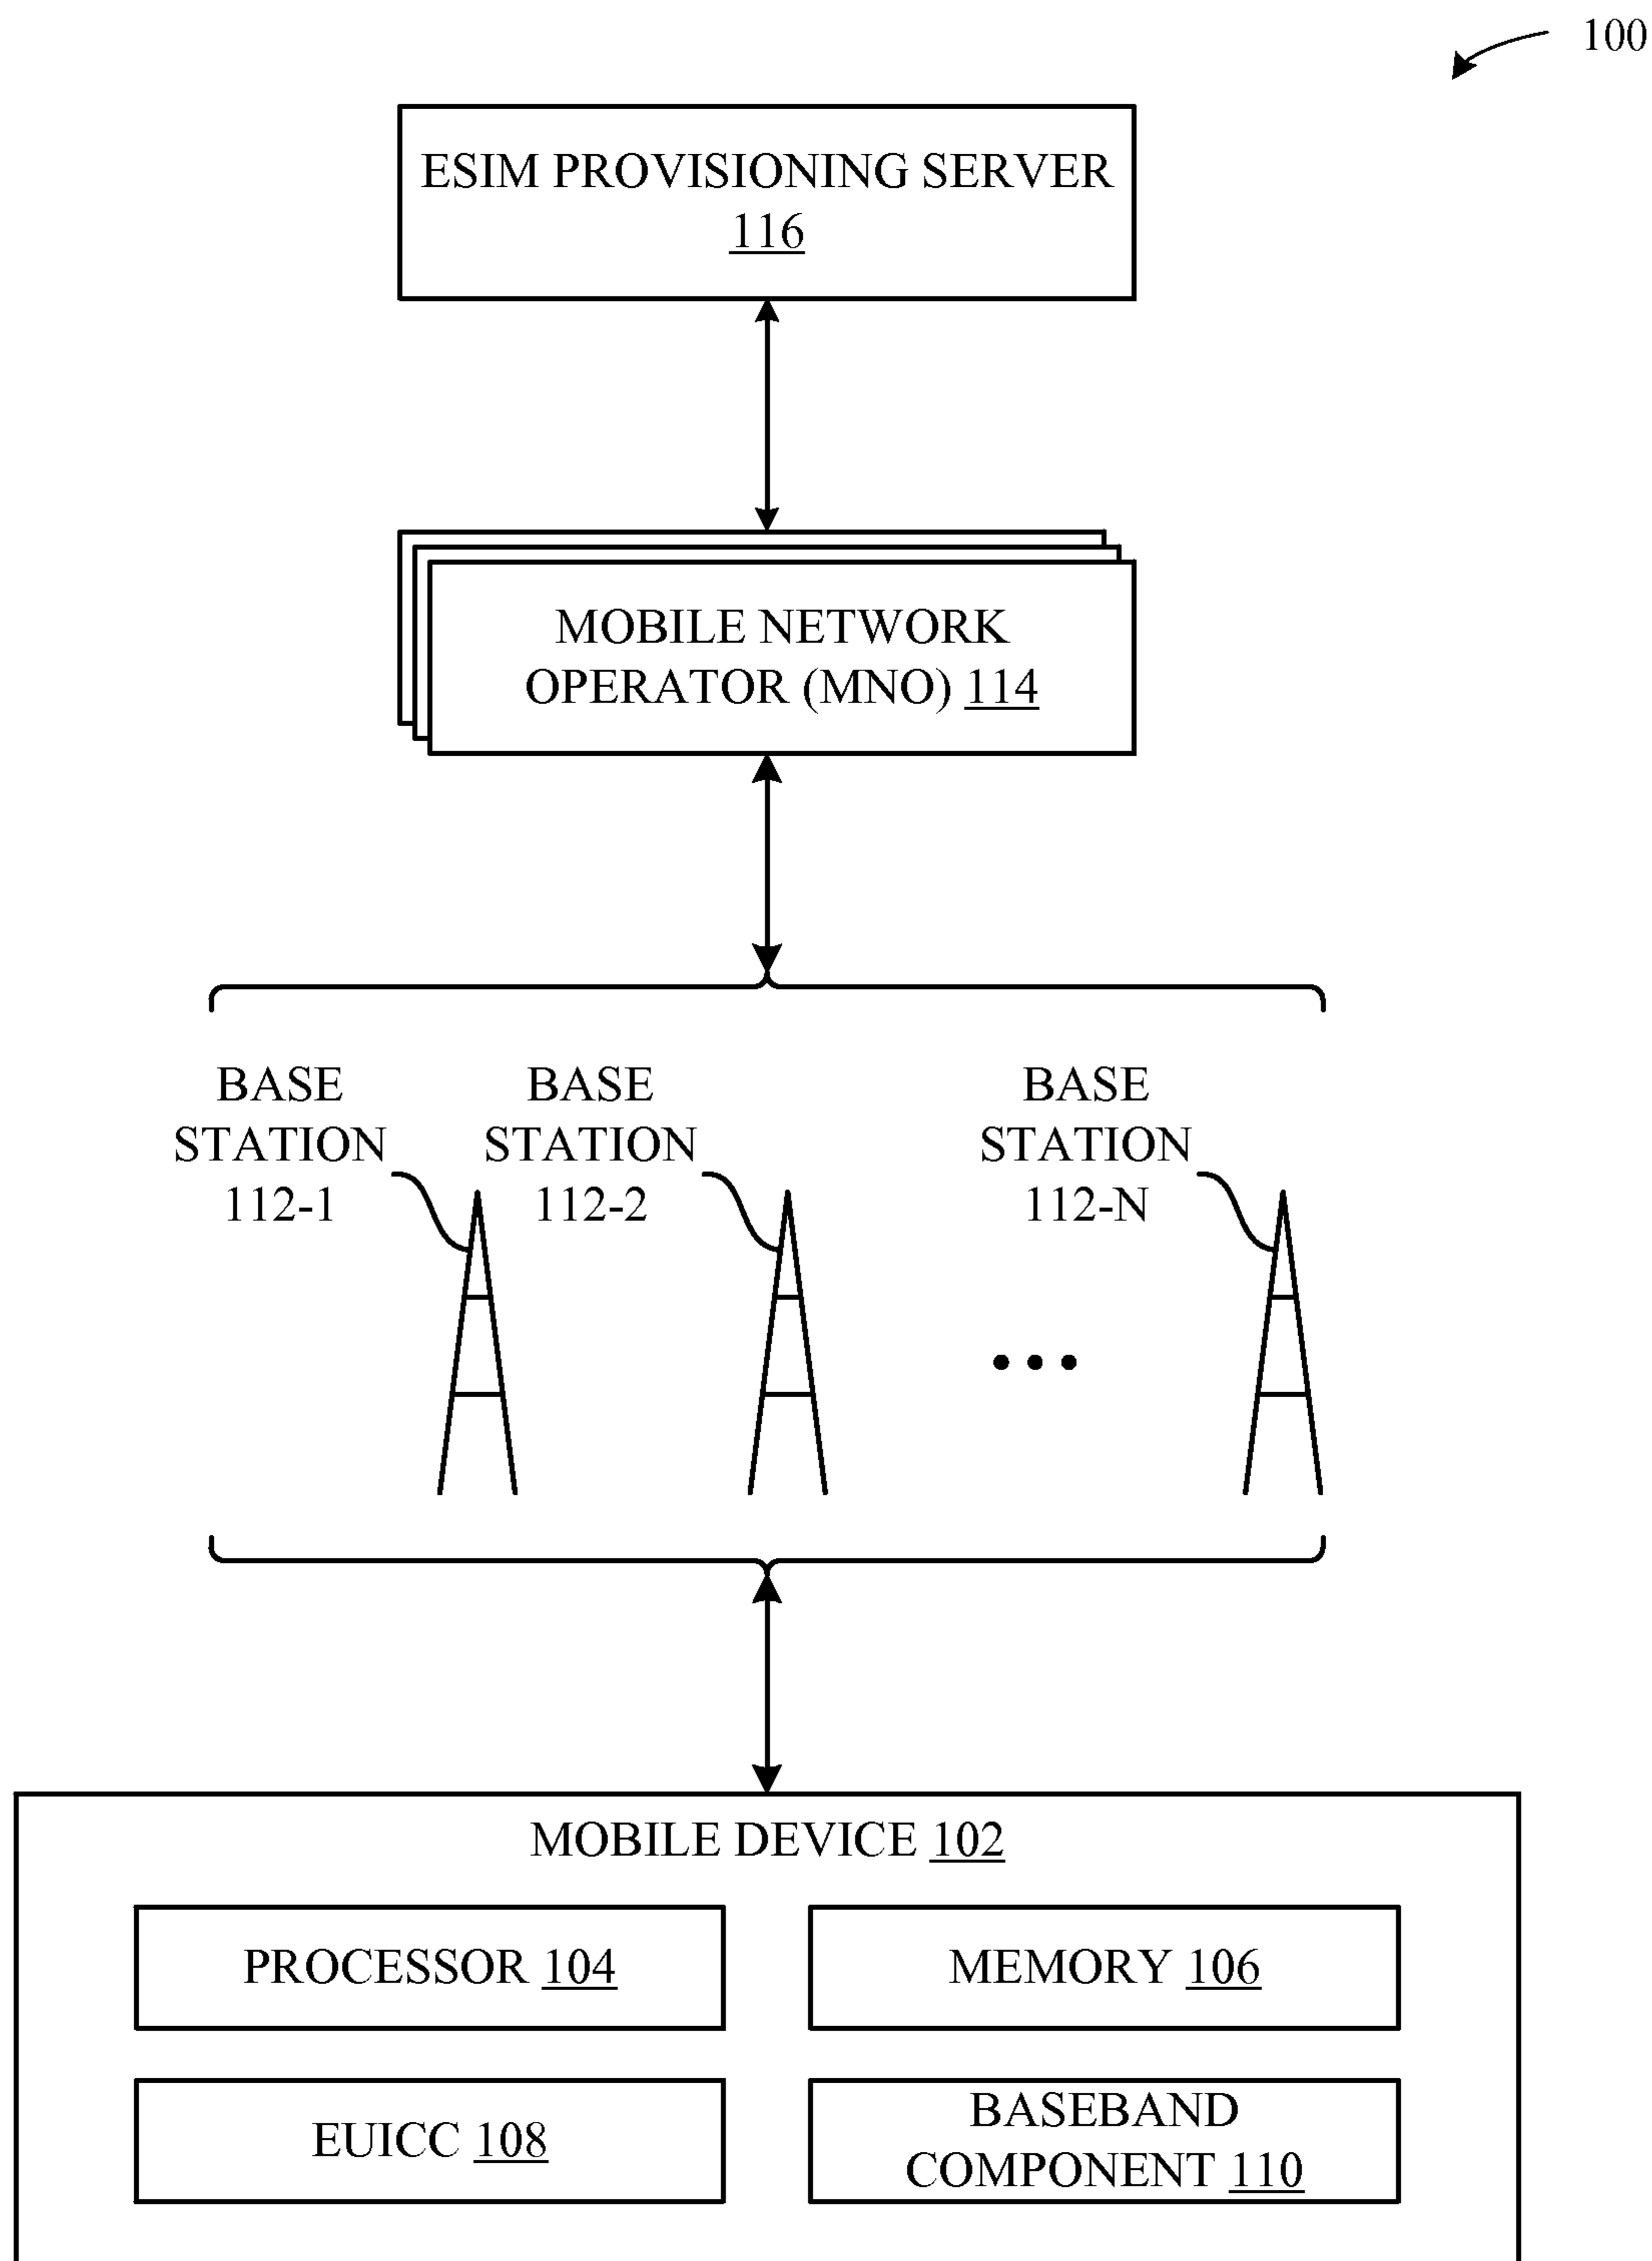 100
ESIM PROVISIONING SERVER
116
MOBILE NETWORK
OPERATOR (MNO) 114
BASE
STATION
112-1
BASE
STATION
112-2
BASE
STATION
112-N
MOBILE DEVICE 102
PROCESSOR 104
MEMORY 106
EUICC 108
BASEBAND
COMPONENT 110